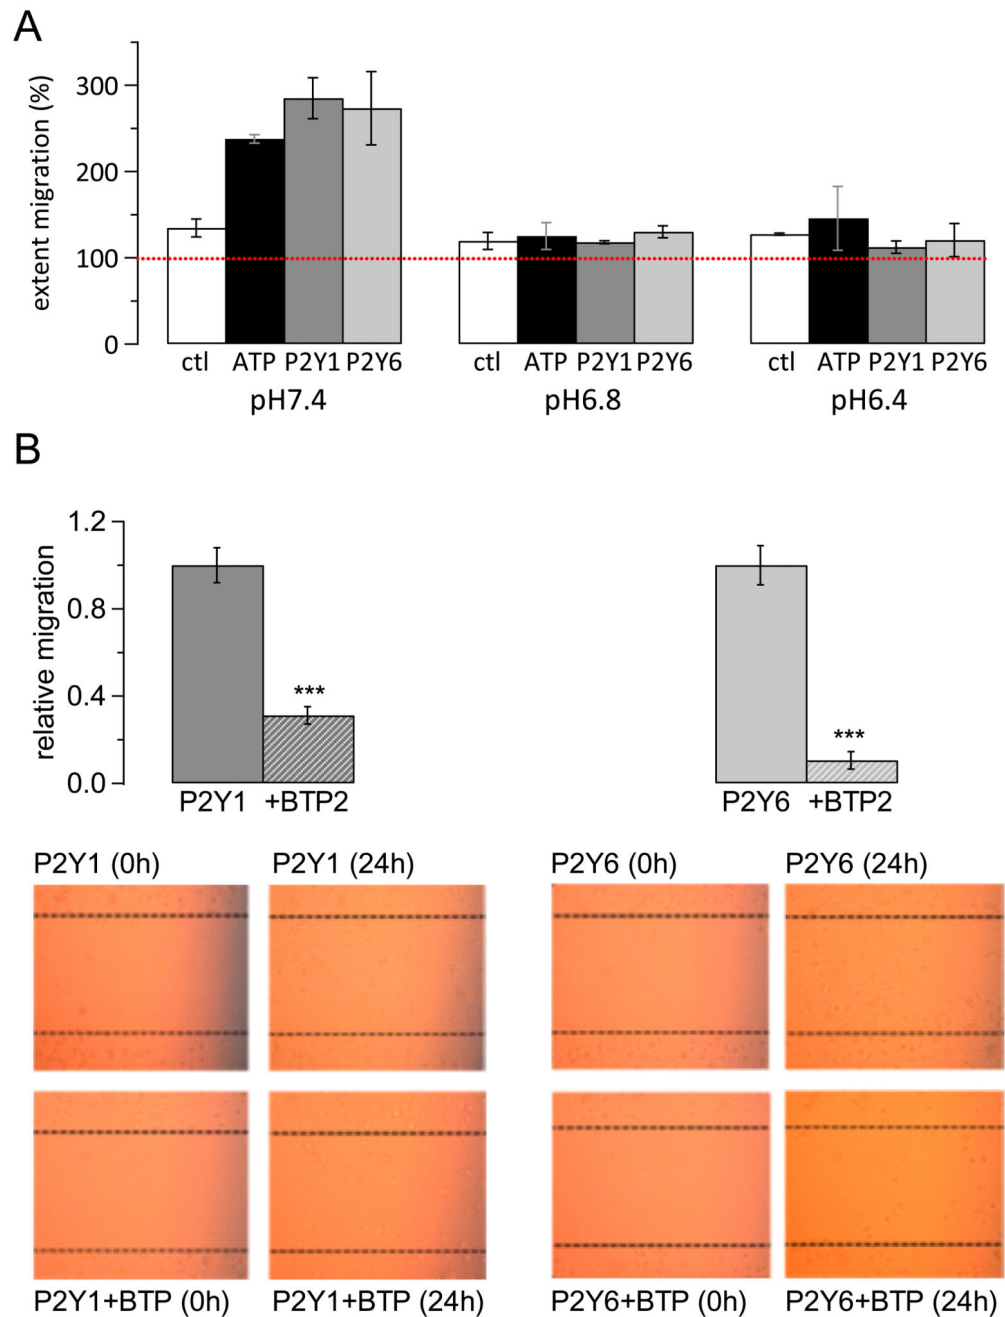 A
extent migration (%)
300
200
100
0
ctl ATP P2Y1 P2Y6
ctl ATP P2Y1 P2Y6
ctl ATP P2Y1 P2Y6
pH7.4
pH6.8
pH6.4
B
relative migration
1.2
0.8
0.4
0.0
***
***
P2Y1 +BTP2
P2Y6 +BTP2
P2Y1 (0h)
P2Y1 (24h)
P2Y6 (0h)
P2Y6 (24h)
P2Y1+BTP (0h)
P2Y1+BTP (24h)
P2Y6+BTP (0h)
P2Y6+BTP (24h)